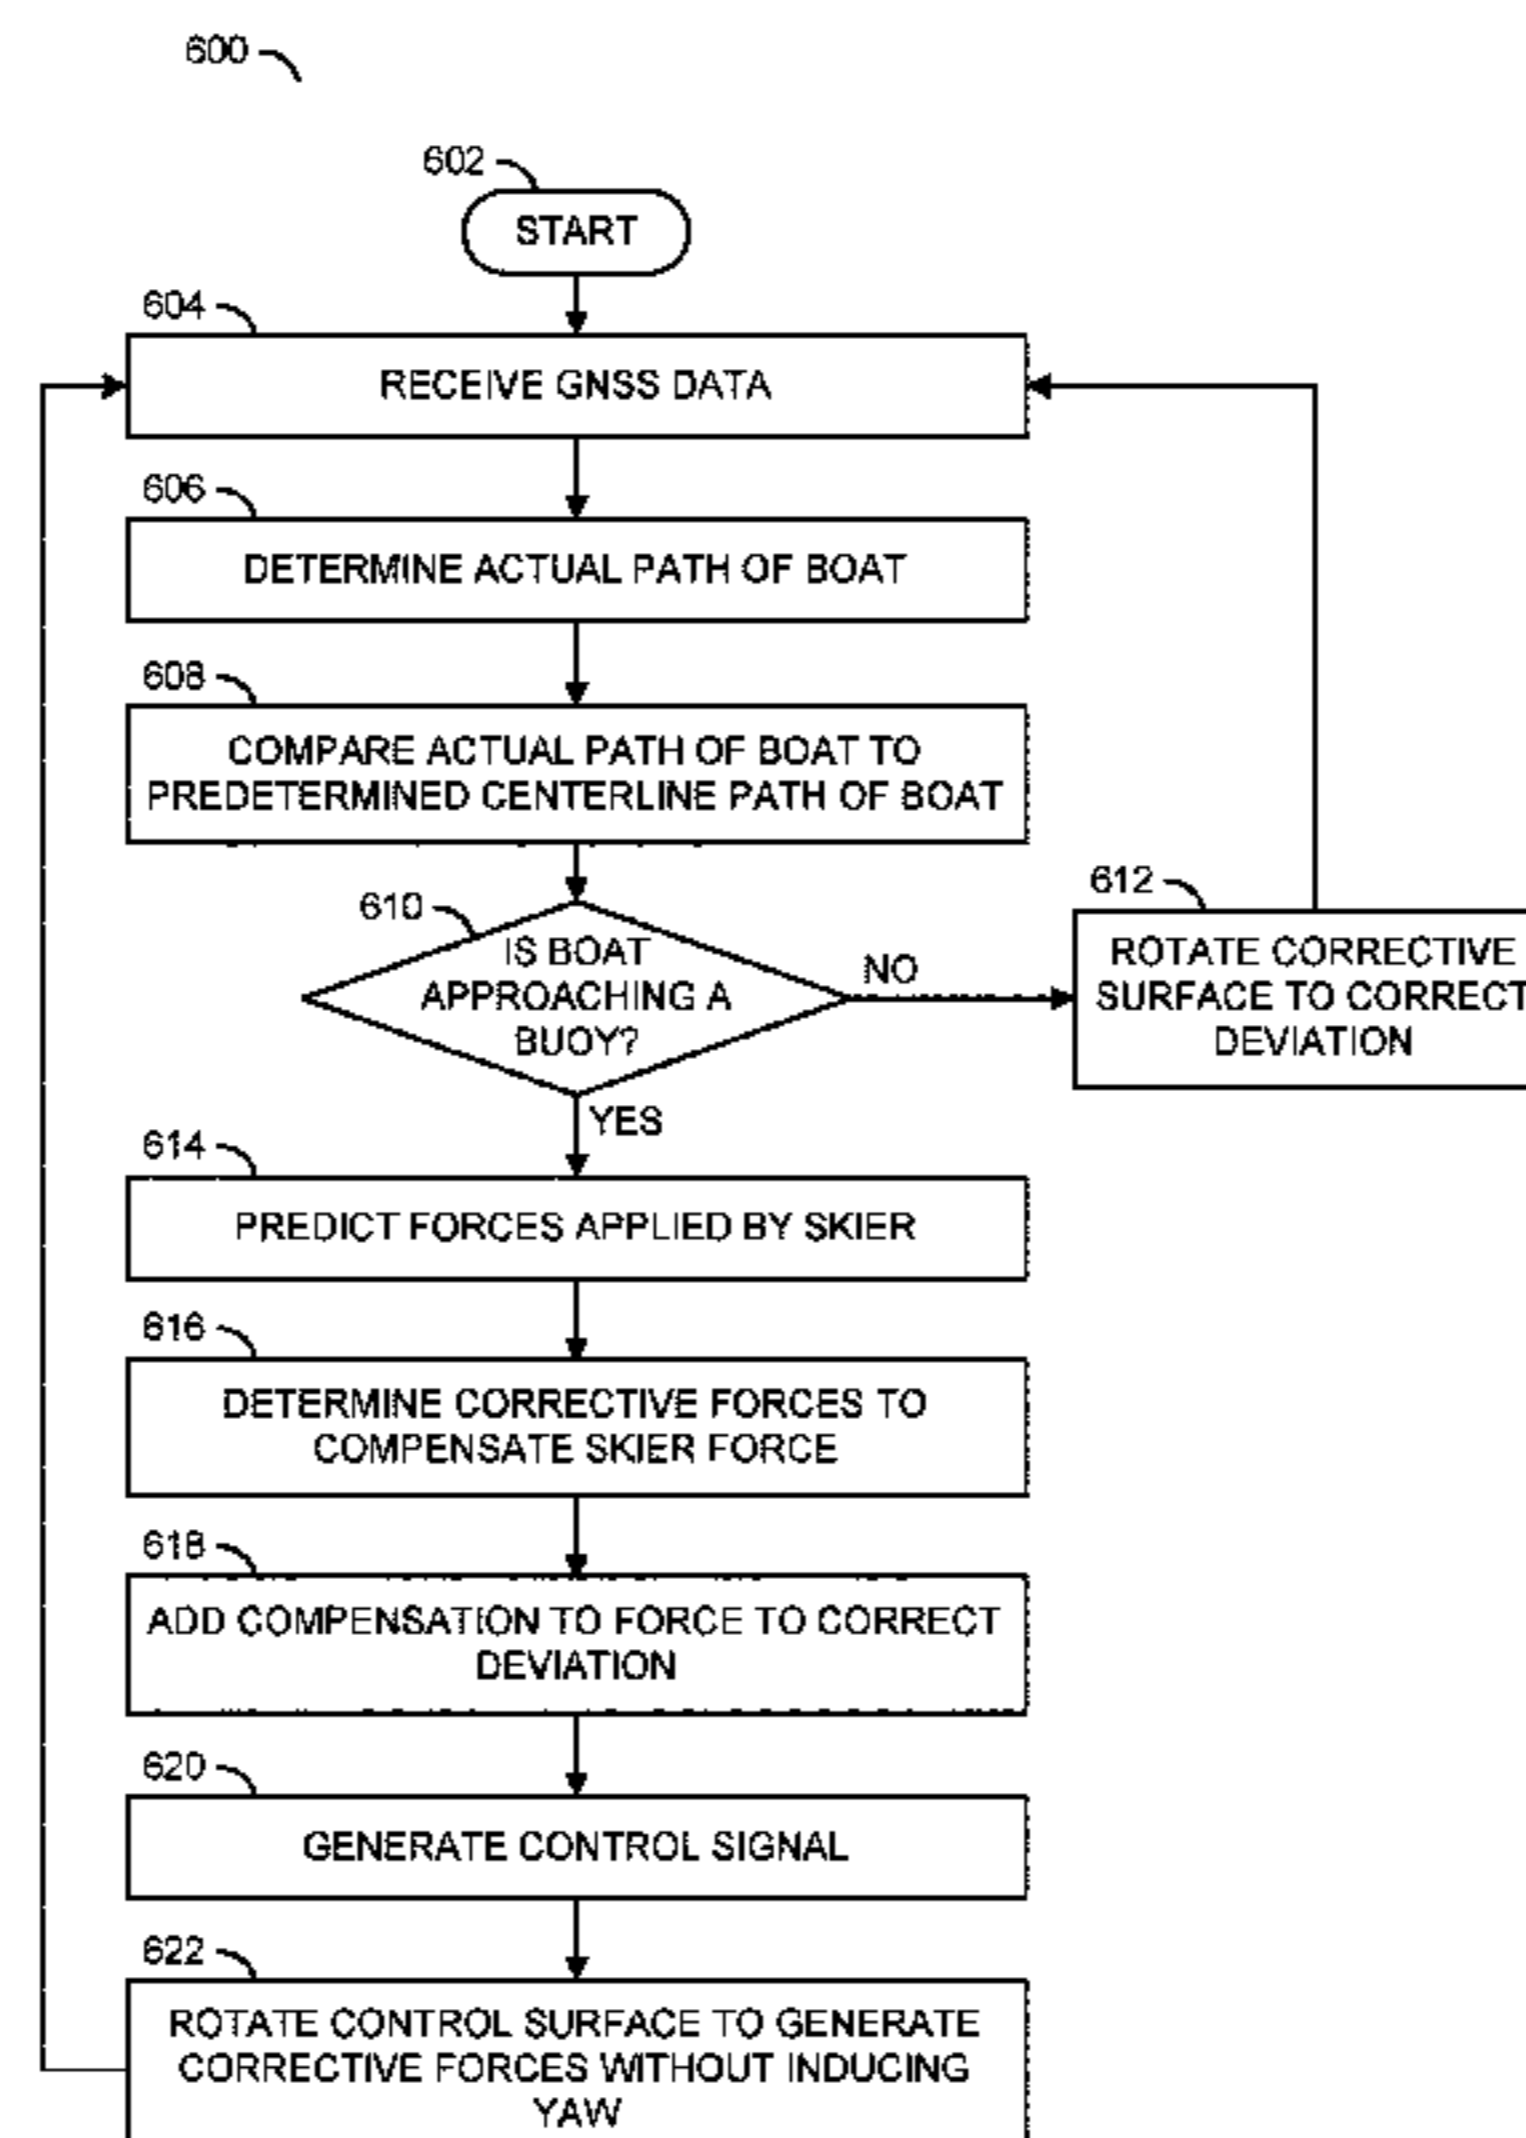 600
602
START
604
RECEIVE GNSS DATA
606
DETERMINE ACTUAL PATH OF BOAT
608
COMPARE ACTUAL PATH OF BOAT TO
PREDETERMINED CENTERLINE PATH OF BOAT
610
IS BOAT
APPROACHING A
BUOY?
NO
612
ROTATE CORRECTIVE
SURFACE TO CORRECT
DEVIATION
YES
614
PREDICT FORCES APPLIED BY SKIER
616
DETERMINE CORRECTIVE FORCES TO
COMPENSATE SKIER FORCE
618
ADD COMPENSATION TO FORCE TO CORRECT
DEVIATION
620
GENERATE CONTROL SIGNAL
622
ROTATE CONTROL SURFACE TO GENERATE
CORRECTIVE FORCES WITHOUT INDUCING
YAW